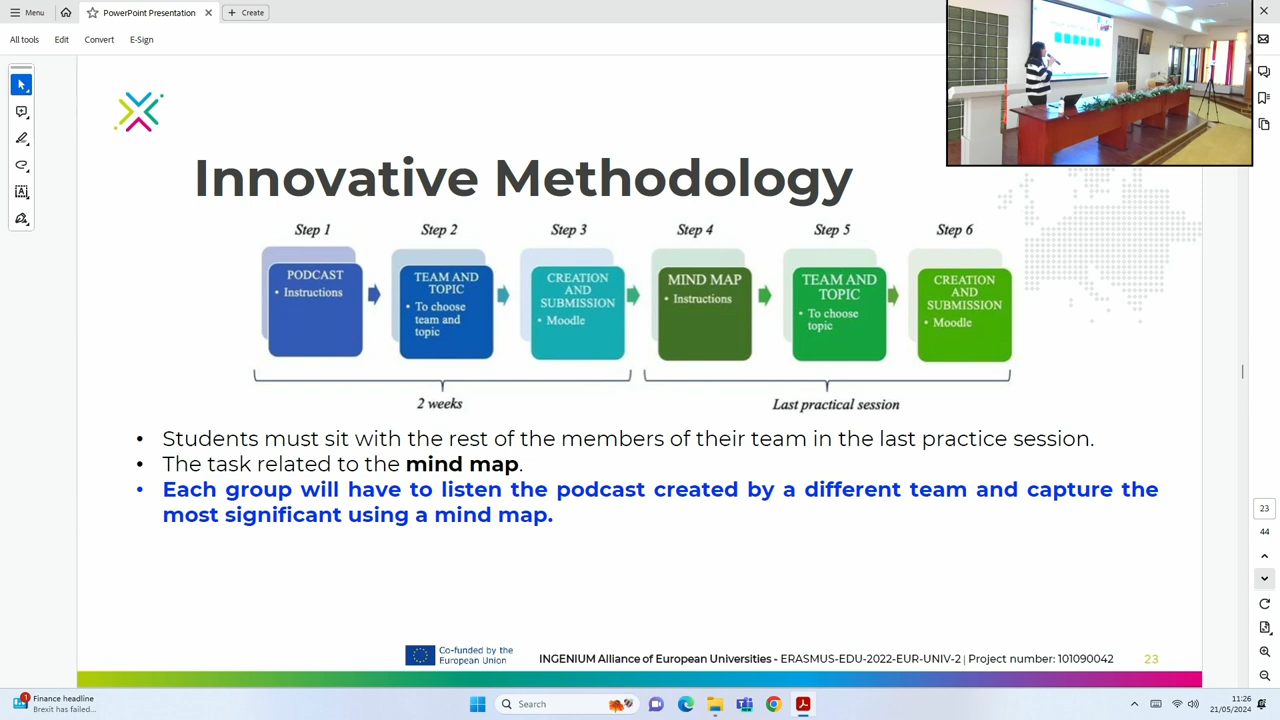 Menu
PowerPoint Presentation
Create
All tools
Edit
Convert
E-Sign
Innovative Methodology
Step 1
Step 2
Step 3
Step 4
Step 5
Step 6
PODCAST
• Instructions
TEAM AND
TOPIC
• To choose
team and
topic
CREATION
AND
SUBMISSION
• Moodle
MIND MAP
• Instructions
TEAM AND
TOPIC
• To choose
topic
CREATION
AND
SUBMISSION
• Moodle
2 weeks
Last practical session
• Students must sit with the rest of the members of their team in the last practice session.
• The task related to the mind map.
• Each group will have to listen the podcast created by a different team and capture the
most significant using a mind map.
23
44
Co-funded by the
European Union
INGENIUM Alliance of European Universities - ERASMUS-EDU-2022-EUR-UNIV-2 | Project number: 101090042
23
1
Finance headline
Brexit has failed...
Search
11:26
21/05/2024